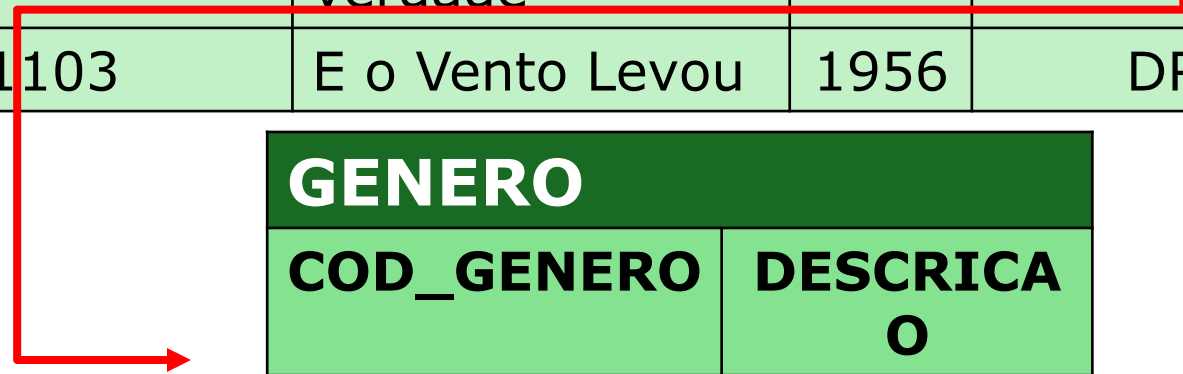 1103 E o Vento Levou 1956
GENERO
COD_GENERO DESCRICA
O